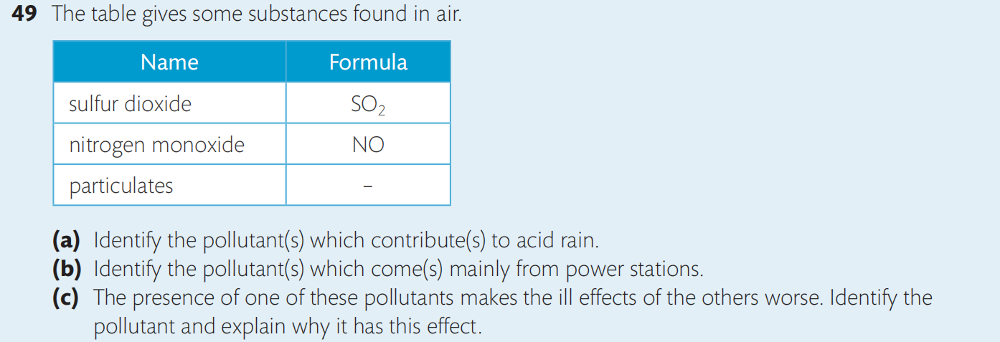 49 The table gives some substances found in air.
Name Formula
sulfur dioxide SO₂
nitrogen monoxide NO
particulates –
(a) Identify the pollutant(s) which contribute(s) to acid rain.
(b) Identify the pollutant(s) which come(s) mainly from power stations.
(c) The presence of one of these pollutants makes the ill effects of the others worse. Identify the
pollutant and explain why it has this effect.